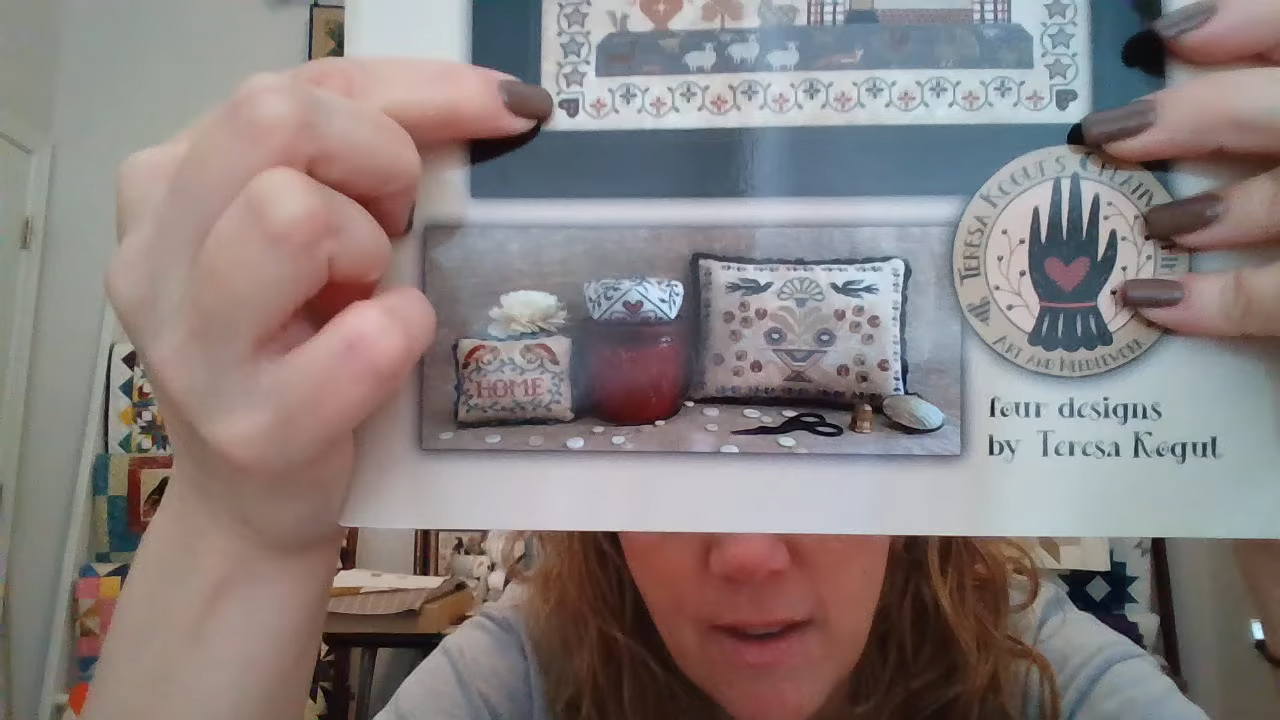 TERESA KOGUT'S
ART AND NEEDLEWORK
HOME
four designs
by Teresa Kogut